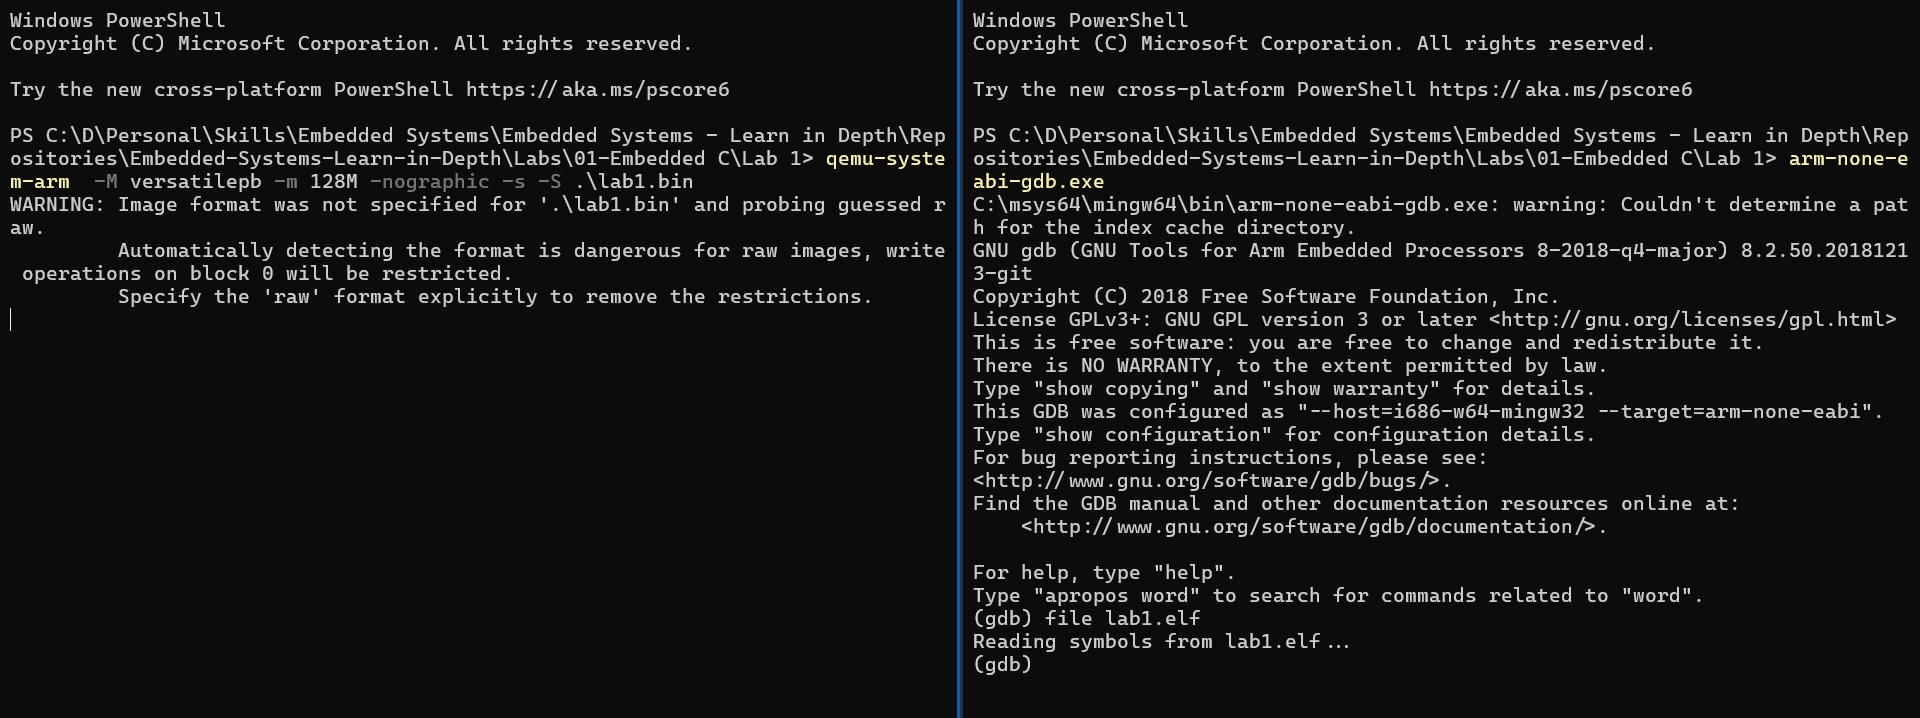 Windows PowerShell
Copyright (C) Microsoft Corporation. All rights reserved.
Try the new cross-platform PowerShell https://aka.ms/pscore6
PS C:\D\Personal\Skills\Embedded Systems\Embedded Systems - Learn in Depth\Rep
ositories\Embedded-Systems-Learn-in-Depth\Labs\01-Embedded C\Lab 1> qemu-syste
m-arm  -M versatilepb -m 128M -nographic -s -S .\lab1.bin
WARNING: Image format was not specified for '.\lab1.bin' and probing guessed r
aw.
         Automatically detecting the format is dangerous for raw images, write
 operations on block 0 will be restricted.
         Specify the 'raw' format explicitly to remove the restrictions.
Windows PowerShell
Copyright (C) Microsoft Corporation. All rights reserved.
Try the new cross-platform PowerShell https://aka.ms/pscore6
PS C:\D\Personal\Skills\Embedded Systems\Embedded Systems - Learn in Depth\Rep
ositories\Embedded-Systems-Learn-in-Depth\Labs\01-Embedded C\Lab 1> arm-none-e
abi-gdb.exe
C:\msys64\mingw64\bin\arm-none-eabi-gdb.exe: warning: Couldn't determine a pat
h for the index cache directory.
GNU gdb (GNU Tools for Arm Embedded Processors 8-2018-q4-major) 8.2.50.2018121
3-git
Copyright (C) 2018 Free Software Foundation, Inc.
License GPLv3+: GNU GPL version 3 or later <http://gnu.org/licenses/gpl.html>
This is free software: you are free to change and redistribute it.
There is NO WARRANTY, to the extent permitted by law.
Type "show copying" and "show warranty" for details.
This GDB was configured as "--host=i686-w64-mingw32 --target=arm-none-eabi".
Type "show configuration" for configuration details.
For bug reporting instructions, please see:
<http://www.gnu.org/software/gdb/bugs/>.
Find the GDB manual and other documentation resources online at:
    <http://www.gnu.org/software/gdb/documentation/>.
For help, type "help".
Type "apropos word" to search for commands related to "word".
(gdb) file lab1.elf
Reading symbols from lab1.elf...
(gdb)